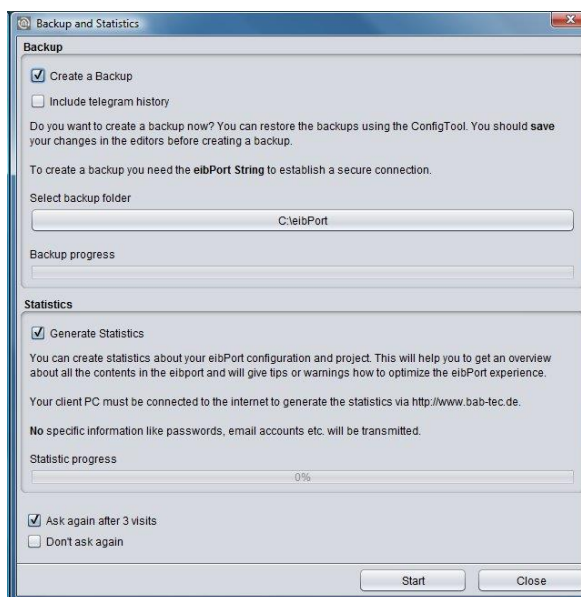 Backup and Statistics
Backup
Create a Backup
Include telegram history
Do you want to create a backup now? You can restore the backups using the ConfigTool. You should save
your changes in the editors before creating a backup.
To create a backup you need the eibPort String to establish a secure connection.
Select backup folder
C:\eibPort
Backup progress
Statistics
Generate Statistics
You can create statistics about your eibPort configuration and project. This will help you to get an overview
about all the contents in the eibport and will give tips or warnings how to optimize the eibPort experience.
Your client PC must be connected to the internet to generate the statistics via http://www.bab-tec.de.
No specific information like passwords, email accounts etc. will be transmitted.
Statistic progress
0%
Ask again after 3 visits
Don't ask again
Start
Close